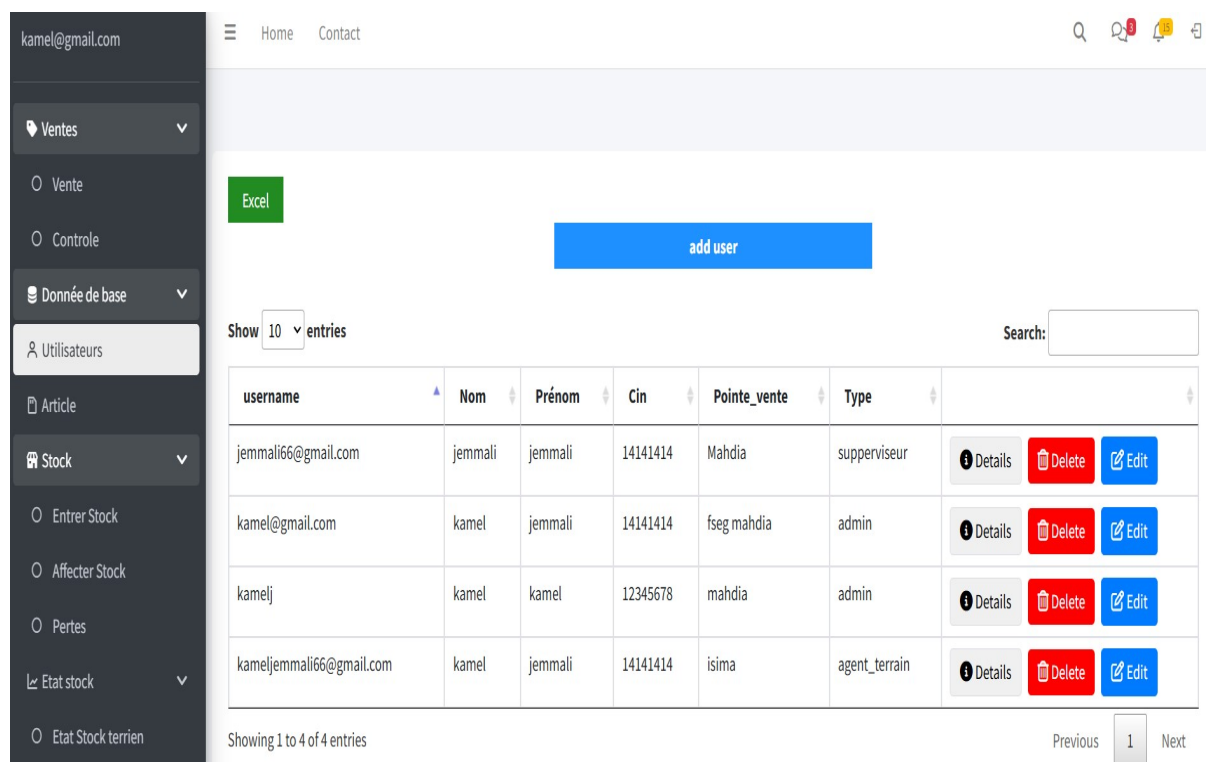 kamel@gmail.com
Ventes
Vente
Controle
Donnée de base
Utilisateurs
Article
Stock
Entrer Stock
Affecter Stock
Pertes
Etat stock
Etat Stock terrien
Home Contact
3 15
Excel
add user
Show 10 entries
Search:
username Nom Prénom Cin Pointe_vente Type
jemmali66@gmail.com jemmali jemmali 14141414 Mahdia supperviseur Details Delete Edit
kamel@gmail.com kamel jemmali 14141414 fseg mahdia admin Details Delete Edit
kamelj kamel kamel 12345678 mahdia admin Details Delete Edit
kameljemmali66@gmail.com kamel jemmali 14141414 isima agent_terrain Details Delete Edit
Showing 1 to 4 of 4 entries
Previous 1 Next